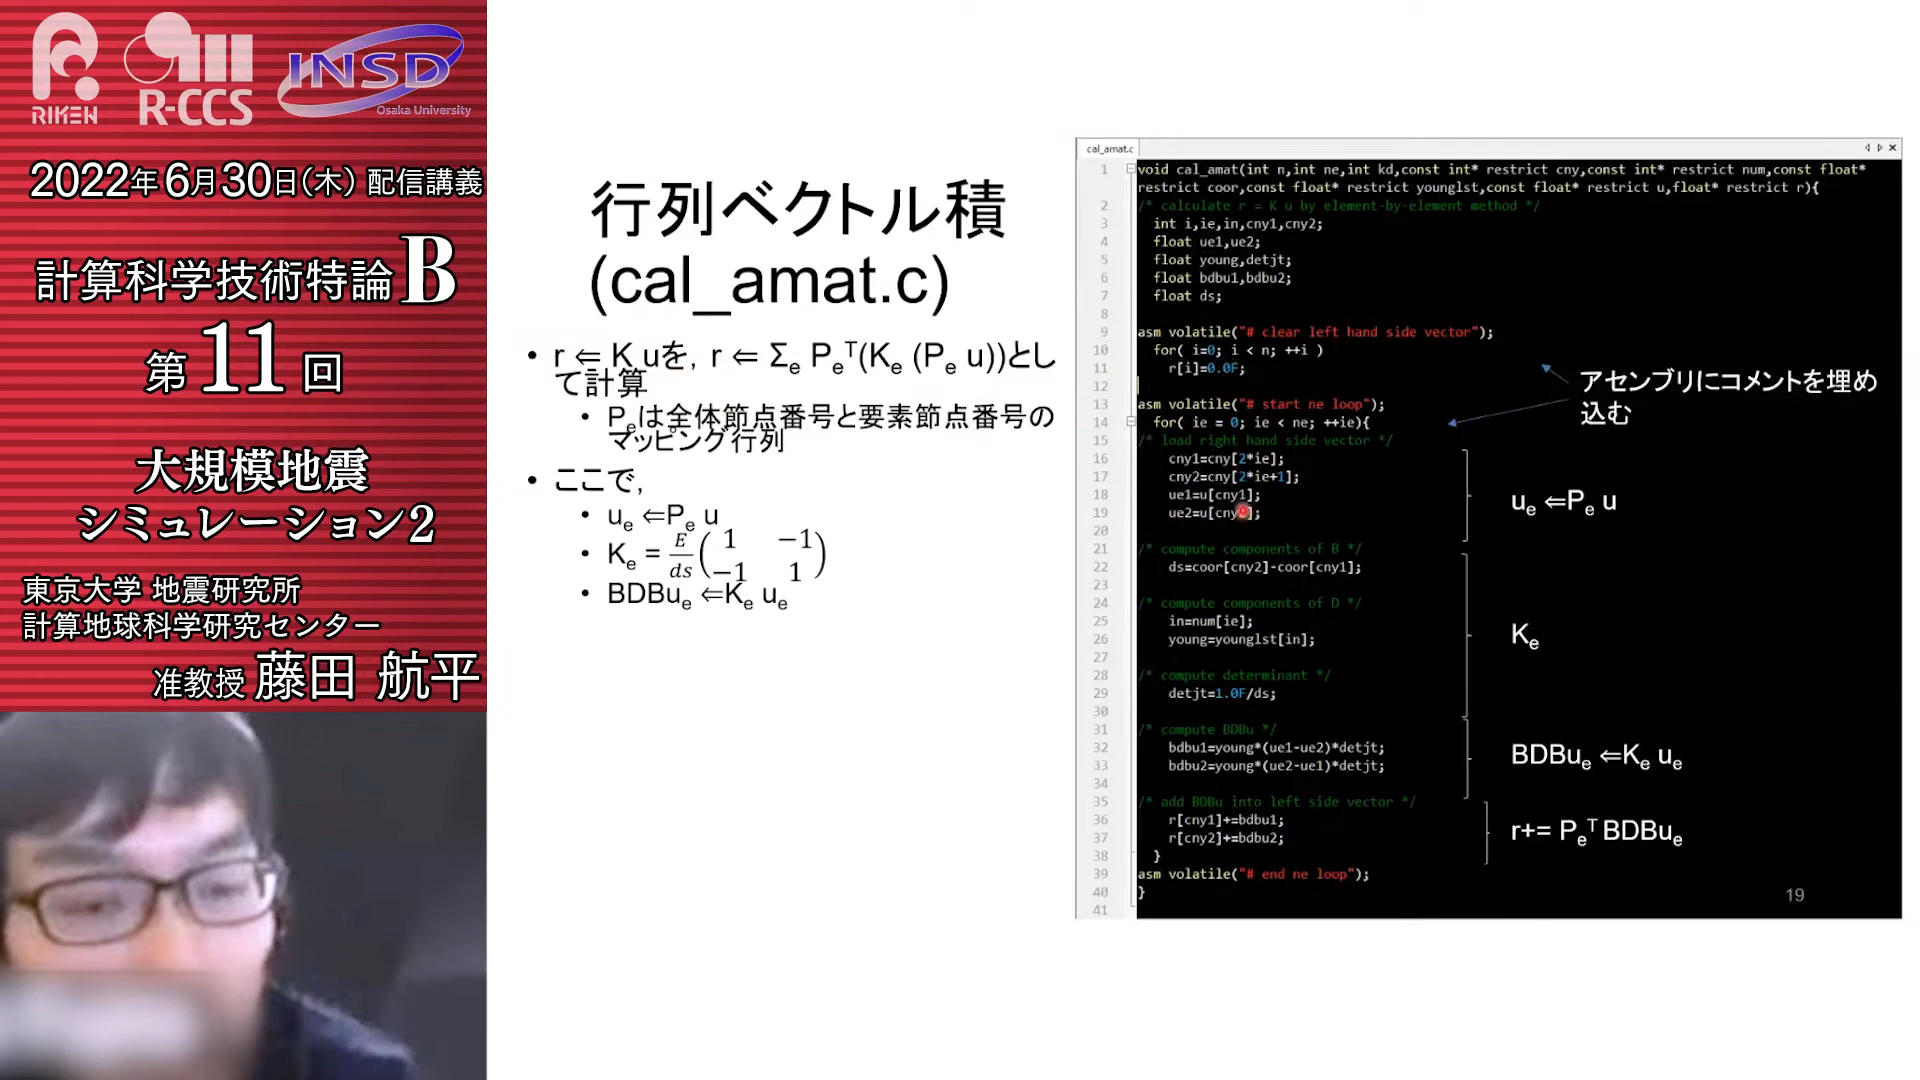 RIKEN
R-CCS
INSD
Osaka University
2022年6月30日(木) 配信講義
計算科学技術特論B
第11回
大規模地震
シミュレーション2
東京大学 地震研究所
計算地球科学研究センター
准教授 藤田 航平
行列ベクトル積
(cal_amat.c)
• r ⇐ K uを, r ⇐ Σe PeT(Ke (Pe u))とし
て計算
• Peは全体節点番号と要素節点番号の
マッピング行列
• ここで,
• ue ⇐Pe u
• Ke = E/ds (1 −1
−1 1)
• BDBue ⇐Ke ue
cal_amat.c
1 void cal_amat(int n,int ne,int kd,const int* restrict cny,const int* restrict num,const float*
restrict coor,const float* restrict younglst,const float* restrict u,float* restrict r){
2 /* calculate r = K u by element-by-element method */
3 int i,ie,in,cny1,cny2;
4 float ue1,ue2;
5 float young,detjt;
6 float bdbu1,bdbu2;
7 float ds;
8
9 asm volatile("# clear left hand side vector");
10 for( i=0; i < n; ++i )
11 r[i]=0.0F;
12
13 asm volatile("# start ne loop");
14 for( ie = 0; ie < ne; ++ie){
15 /* load right hand side vector */
16 cny1=cny[2*ie];
17 cny2=cny[2*ie+1];
18 ue1=u[cny1];
19 ue2=u[cny];
20
21 /* compute components of B */
22 ds=coor[cny2]-coor[cny1];
23
24 /* compute components of D */
25 in=num[ie];
26 young=younglst[in];
27
28 /* compute determinant */
29 detjt=1.0F/ds;
30
31 /* compute BDBu */
32 bdbu1=young*(ue1-ue2)*detjt;
33 bdbu2=young*(ue2-ue1)*detjt;
34
35 /* add BDBu into left side vector */
36 r[cny1]+=bdbu1;
37 r[cny2]+=bdbu2;
38 }
39 asm volatile("# end ne loop");
40 }
41
アセンブリにコメントを埋め
込む
ue ⇐Pe u
Ke
BDBue ⇐Ke ue
r+= PeT BDBue
19